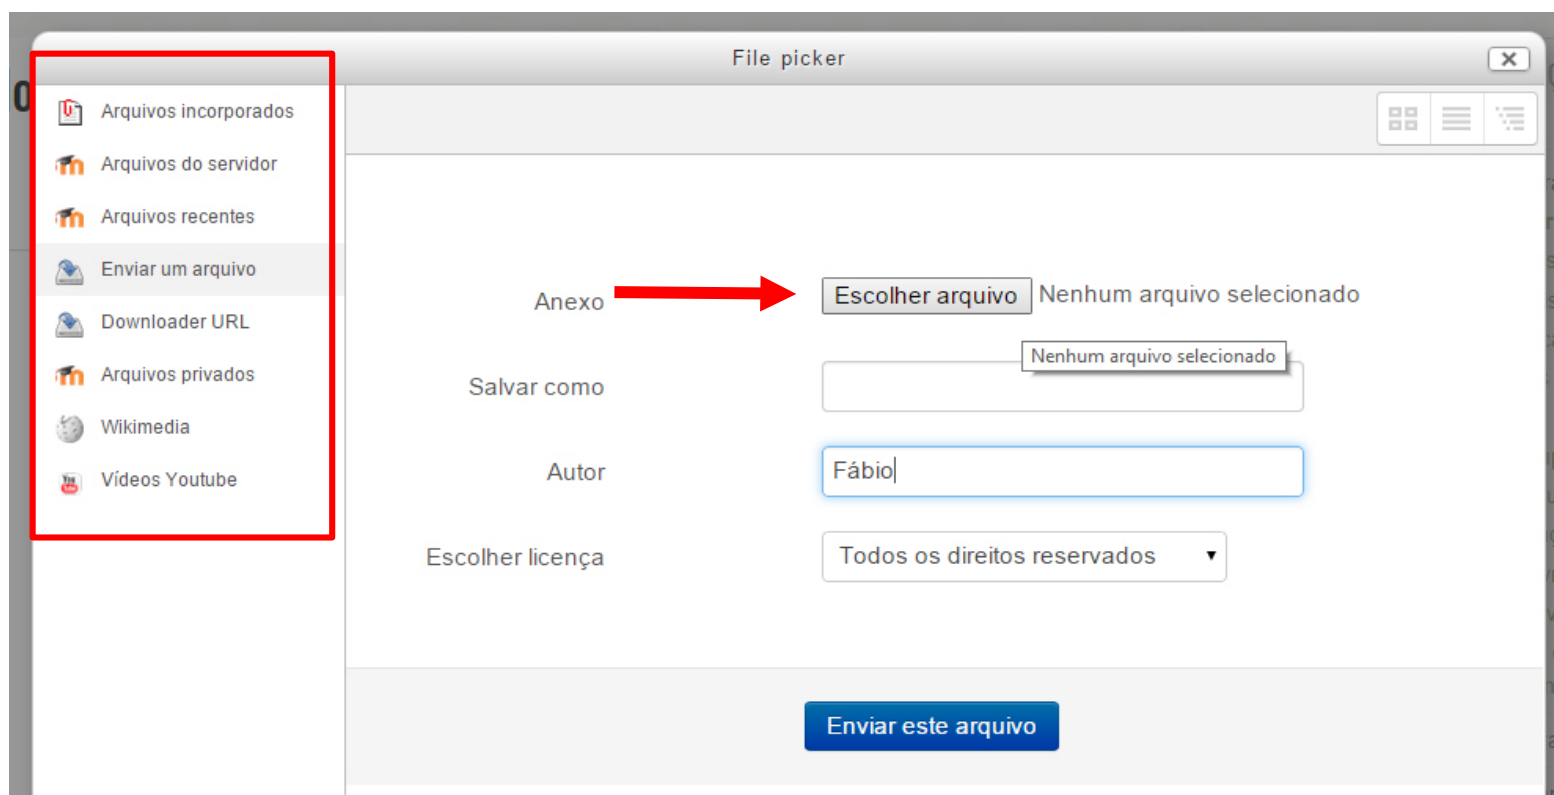 File picker
Arquivos incorporados
Arquivos do servidor
Arquivos recentes
Enviar um arquivo
Downloader URL
Arquivos privados
Wikimedia
Vídeos Youtube
Anexo
Escolher arquivo Nenhum arquivo selecionado
Nenhum arquivo selecionado
Salvar como
Autor
Fábio
Escolher licença
Todos os direitos reservados
Enviar este arquivo